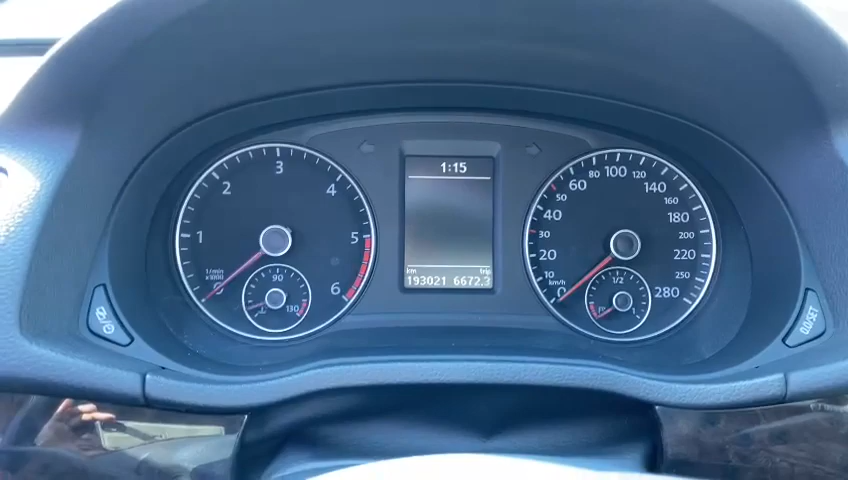 1:15
km trip
193021 6672.3
1 2 3 4 5 6
1/min
x1000
0
90
130
0 10 20 30 40 50 60 80 100 120 140 160 180 200 220 250 280
km/h
1/2
1
0.0/SET